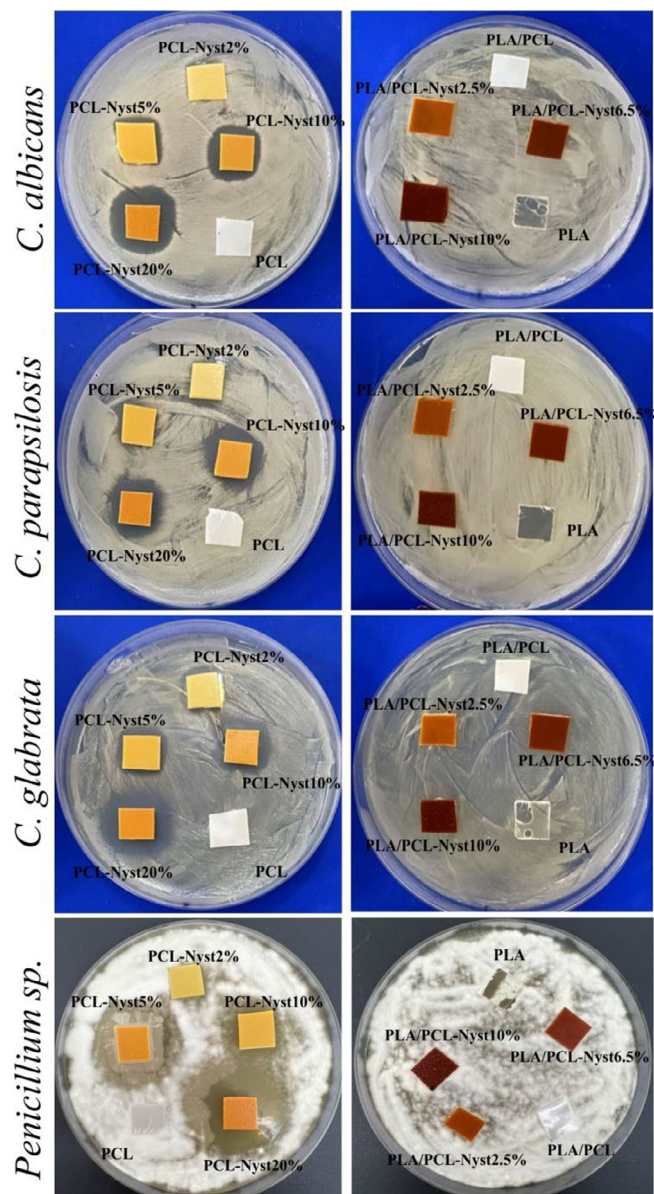 C. albicans
PCL-Nyst2%
PCL-Nyst5%
PCL-Nyst10%
PCL-Nyst20%
PCL
PLA/PCL
PLA/PCL-Nyst2.5%
PLA/PCL-Nyst6.5%
PLA/PCL-Nyst10%
PLA
C. parapsilosis
PCL-Nyst2%
PCL-Nyst5%
PCL-Nyst10%
PCL-Nyst20%
PCL
PLA/PCL
PLA/PCL-Nyst2.5%
PLA/PCL-Nyst6.5%
PLA/PCL-Nyst10%
PLA
C. glabrata
PCL-Nyst2%
PCL-Nyst5%
PCL-Nyst10%
PCL-Nyst20%
PCL
PLA/PCL
PLA/PCL-Nyst2.5%
PLA/PCL-Nyst6.5%
PLA/PCL-Nyst10%
PLA
Penicillium sp.
PCL-Nyst2%
PCL-Nyst5%
PCL-Nyst10%
PCL
PCL-Nyst20%
PLA
PLA/PCL-Nyst10%
PLA/PCL-Nyst6.5%
PLA/PCL-Nyst2.5%
PLA/PCL